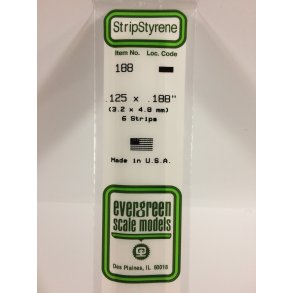 StripStyrene
Item No. Loc. Code
188
.125 x .188"
(3.2 x 4.8 mm)
6 Strips
Made in U.S.A.
evergreen
scale models
Des Plaines, IL 60018